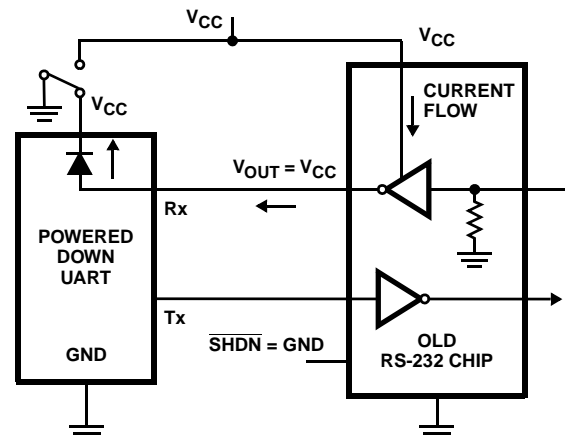 VCC
VCC
VCC
CURRENT
FLOW
VOUT = VCC
Rx
POWERED
DOWN
UART
Tx
GND
SHDN = GND
OLD
RS-232 CHIP